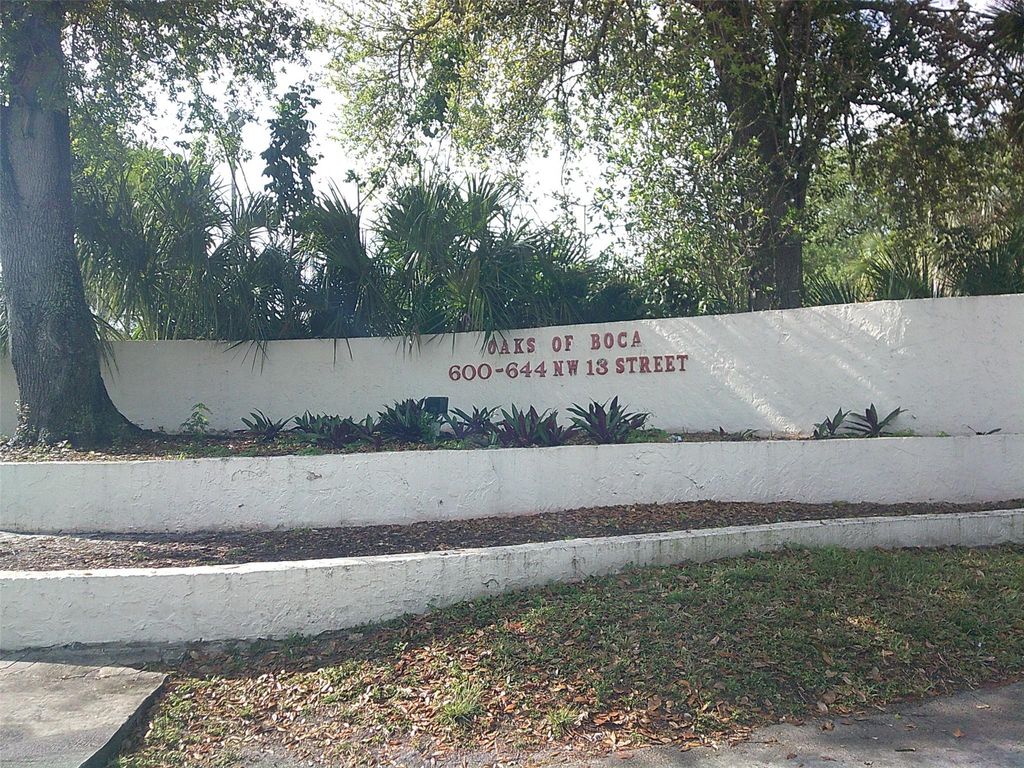 OAKS OF BOCA
600-644 NW 13 STREET